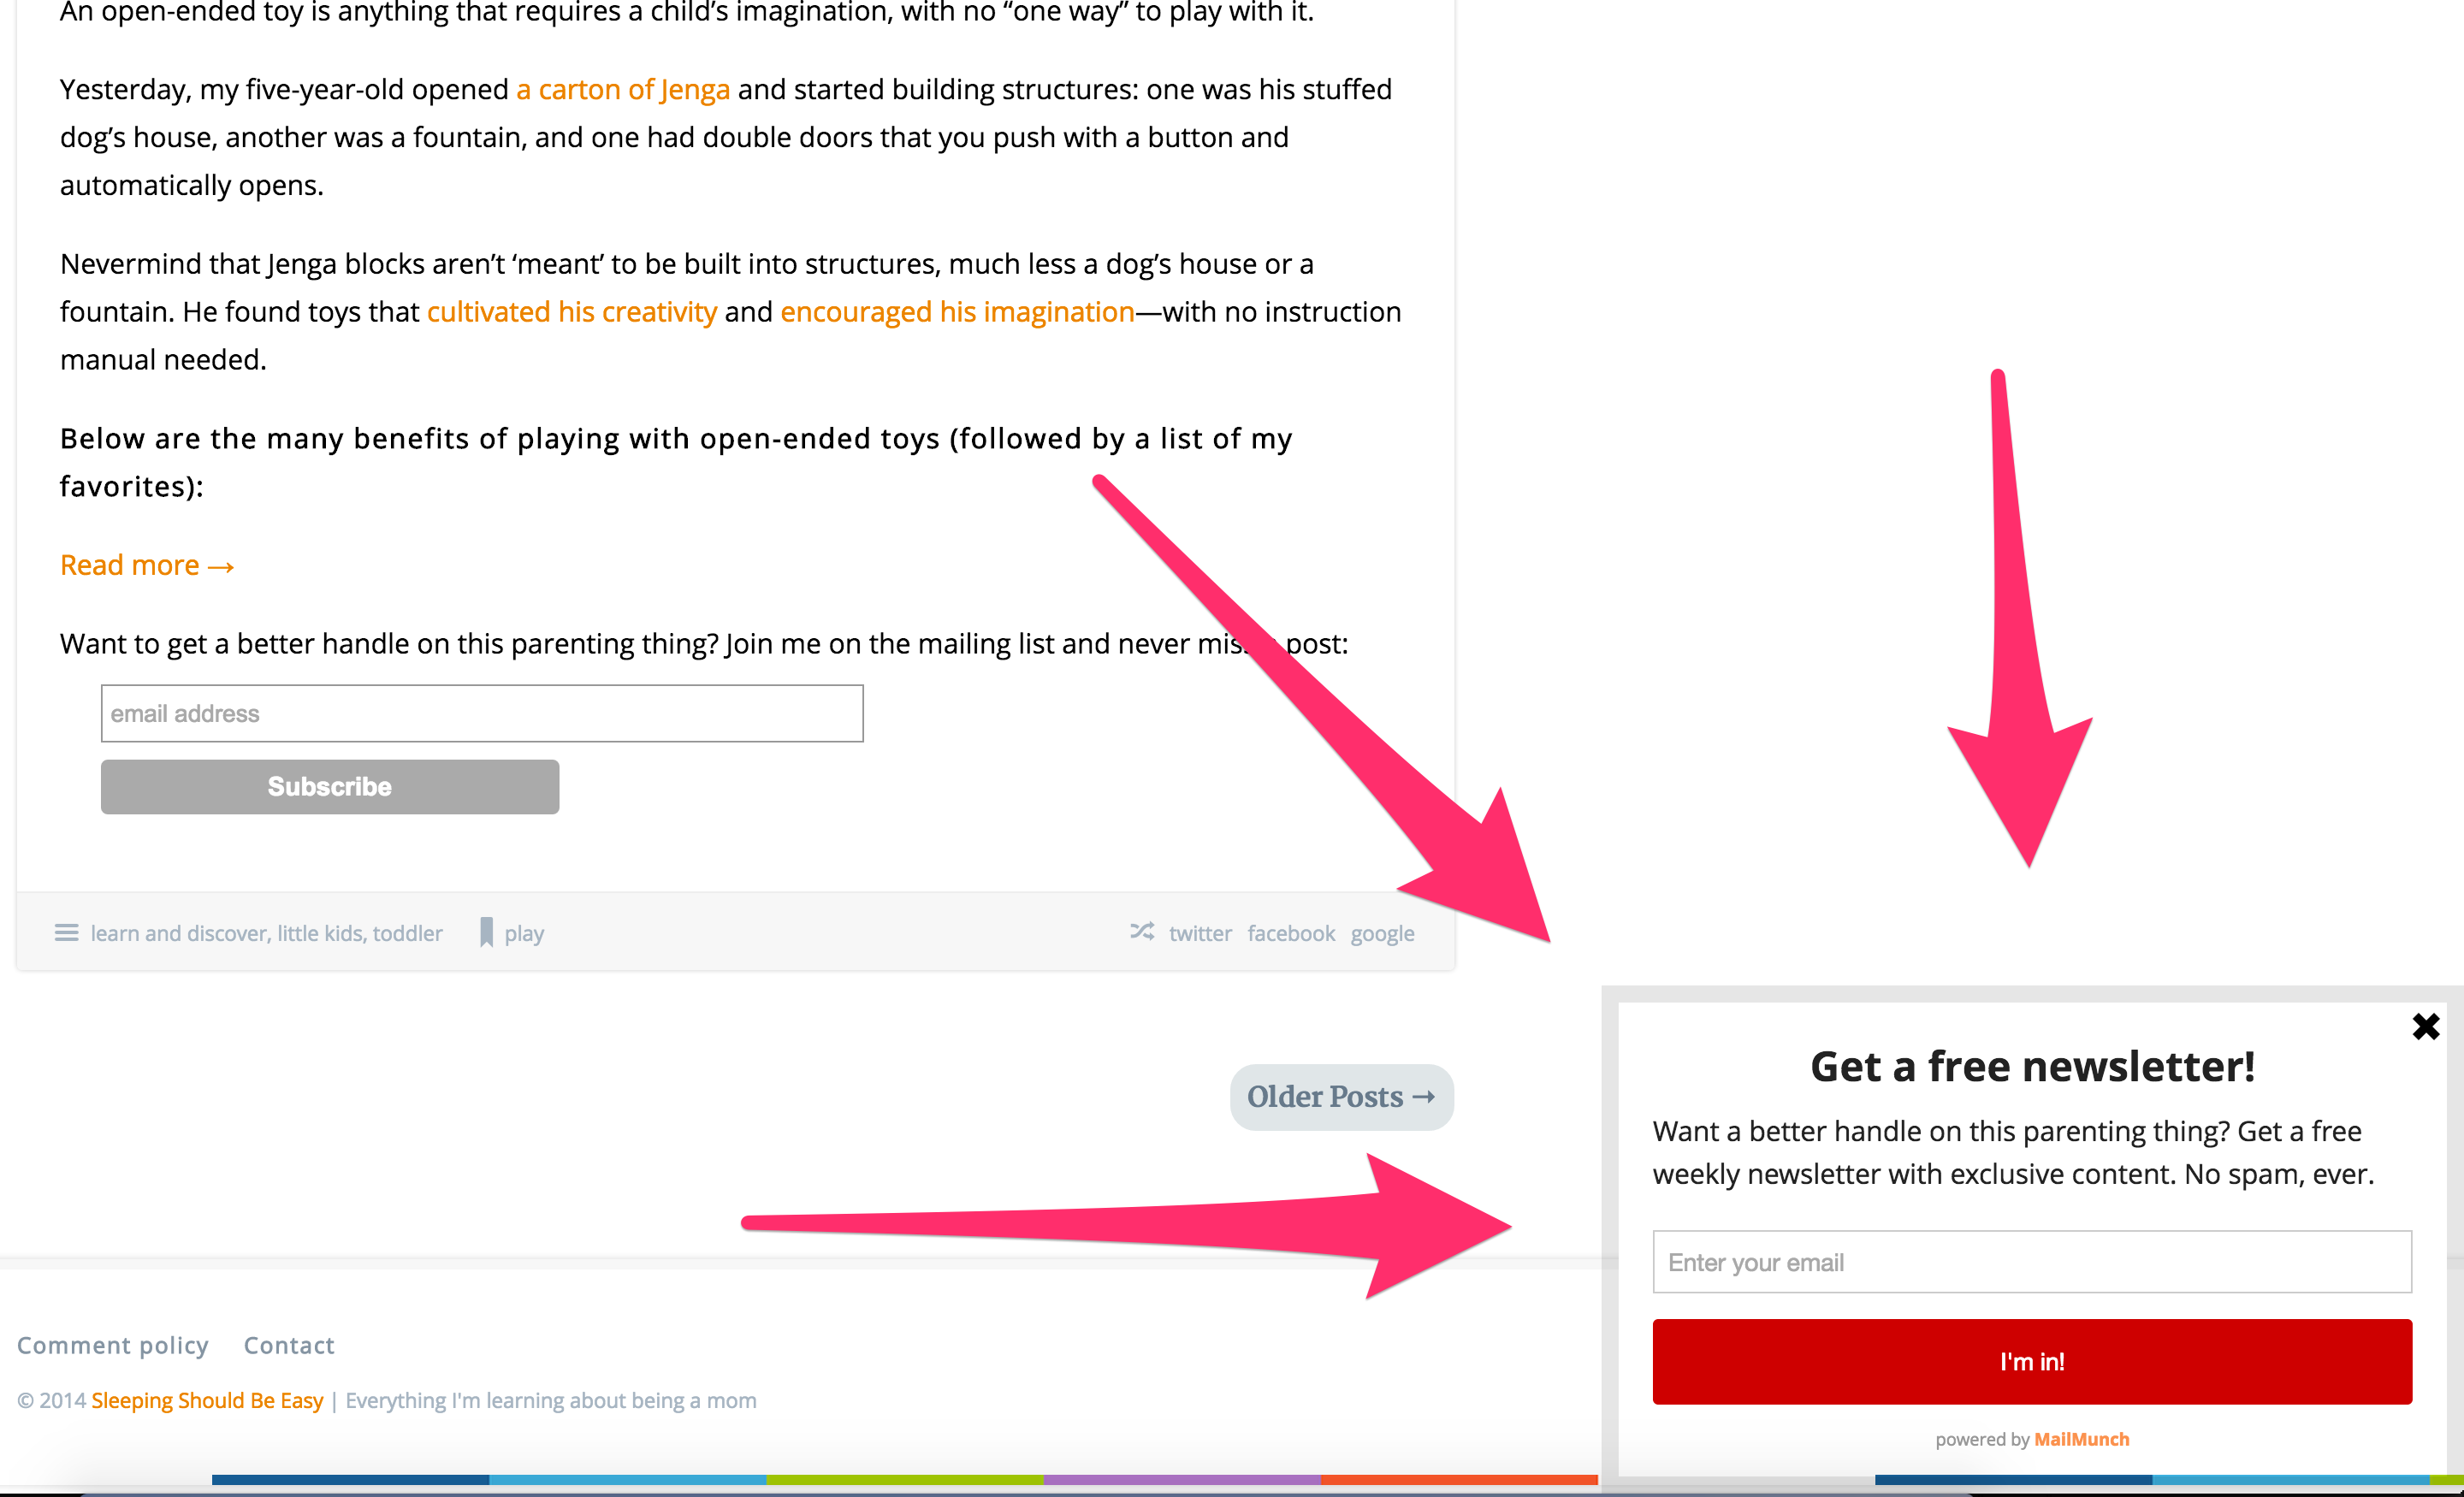 An open-ended toy is anything that requires a child’s imagination, with no “one way” to play with it.
Yesterday, my five-year-old opened a carton of Jenga and started building structures: one was his stuffed
dog’s house, another was a fountain, and one had double doors that you push with a button and
automatically opens.
Nevermind that Jenga blocks aren’t ‘meant’ to be built into structures, much less a dog’s house or a
fountain. He found toys that cultivated his creativity and encouraged his imagination—with no instruction
manual needed.
Below are the many benefits of playing with open-ended toys (followed by a list of my
favorites):
Read more →
Want to get a better handle on this parenting thing? Join me on the mailing list and never post:
email address
Subscribe
learn and discover, little kids, toddler play twitter facebook google
Older Posts →
Get a free newsletter!
Want a better handle on this parenting thing? Get a free
weekly newsletter with exclusive content. No spam, ever.
Enter your email
I'm in!
powered by MailMunch
Comment policy Contact
© 2014 Sleeping Should Be Easy | Everything I'm learning about being a mom